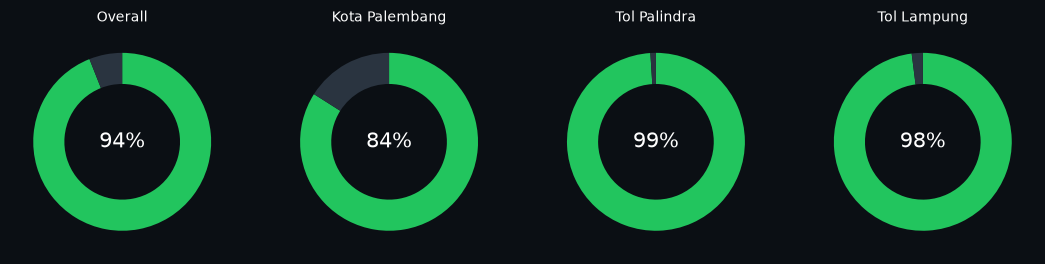 Overall
94%
Kota Palembang
84%
Tol Palindra
99%
Tol Lampung
98%